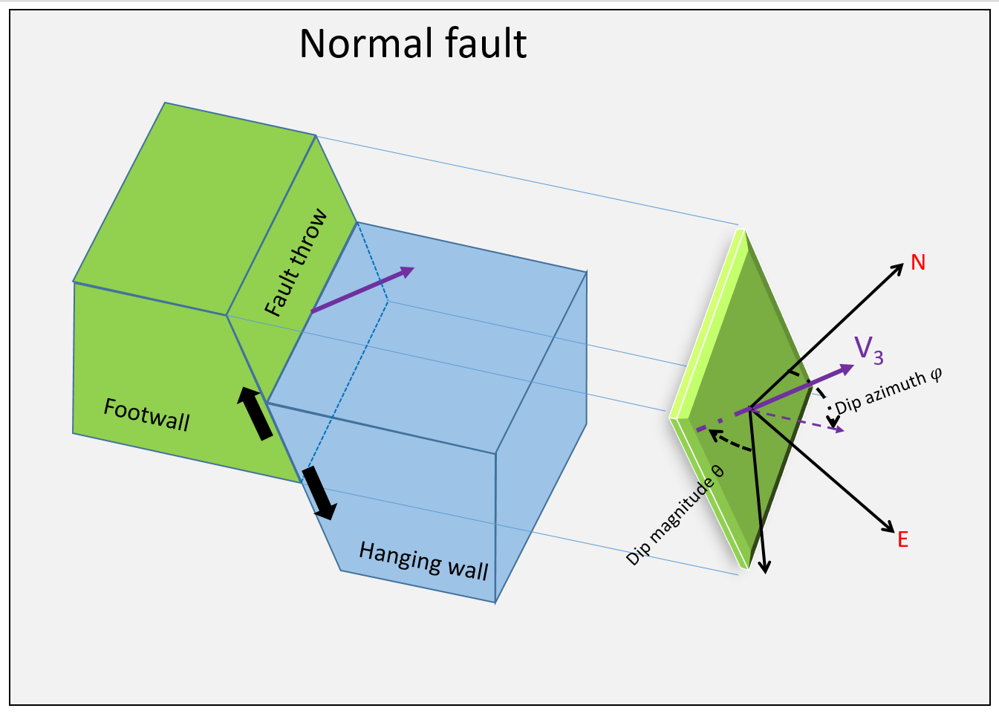 Normal fault
Fault throw
Footwall
Hanging wall
N
V3
Dip azimuth φ
Dip magnitude θ
E